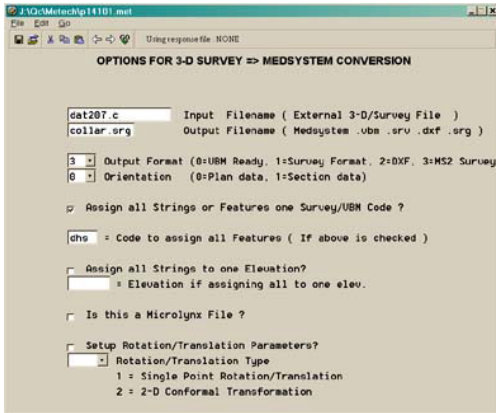 J:\Qc\Metech\p14101.met
File Edit Go
Using response file: NONE
OPTIONS FOR 3-D SURVEY => MEDSYSTEM CONVERSION
dat207.c Input Filename ( External 3-D/Survey File )
collar.srg Output Filename ( Medsystem .vbm .srv .dxf .srg )
3 Output Format (0=VBM Ready, 1=Survey Format, 2=DXF, 3=MS2 Survey
0 Orientation (0=Plan data, 1=Section data)
Assign all Strings or Features one Survey/VBM Code ?
dhs = Code to assign all Features ( If above is checked )
Assign all Strings to one Elevation?
= Elevation if assigning all to one elev.
Is this a Microlynx File ?
Setup Rotation/Translation Parameters?
Rotation/Translation Type
1 = Single Point Rotation/Translation
2 = 2-D Conformal Transformation